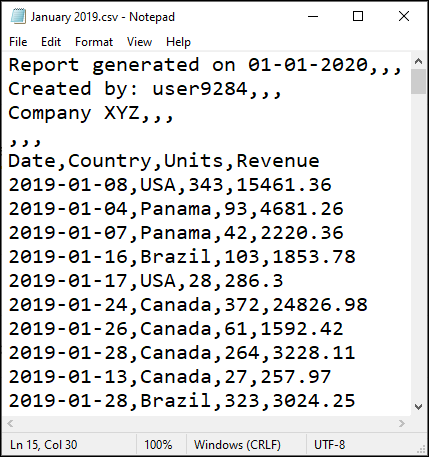 January 2019.csv - Notepad
File Edit Format View Help
Report generated on 01-01-2020,,,
Created by: user9284,,,
Company XYZ,,,
,,,
Date,Country,Units,Revenue
2019-01-08,USA,343,15461.36
2019-01-04,Panama,93,4681.26
2019-01-07,Panama,42,2220.36
2019-01-16,Brazil,103,1853.78
2019-01-17,USA,28,286.3
2019-01-24,Canada,372,24826.98
2019-01-26,Canada,61,1592.42
2019-01-28,Canada,264,3228.11
2019-01-13,Canada,27,257.97
2019-01-28,Brazil,323,3024.25
Ln 15, Col 30 100% Windows (CRLF) UTF-8